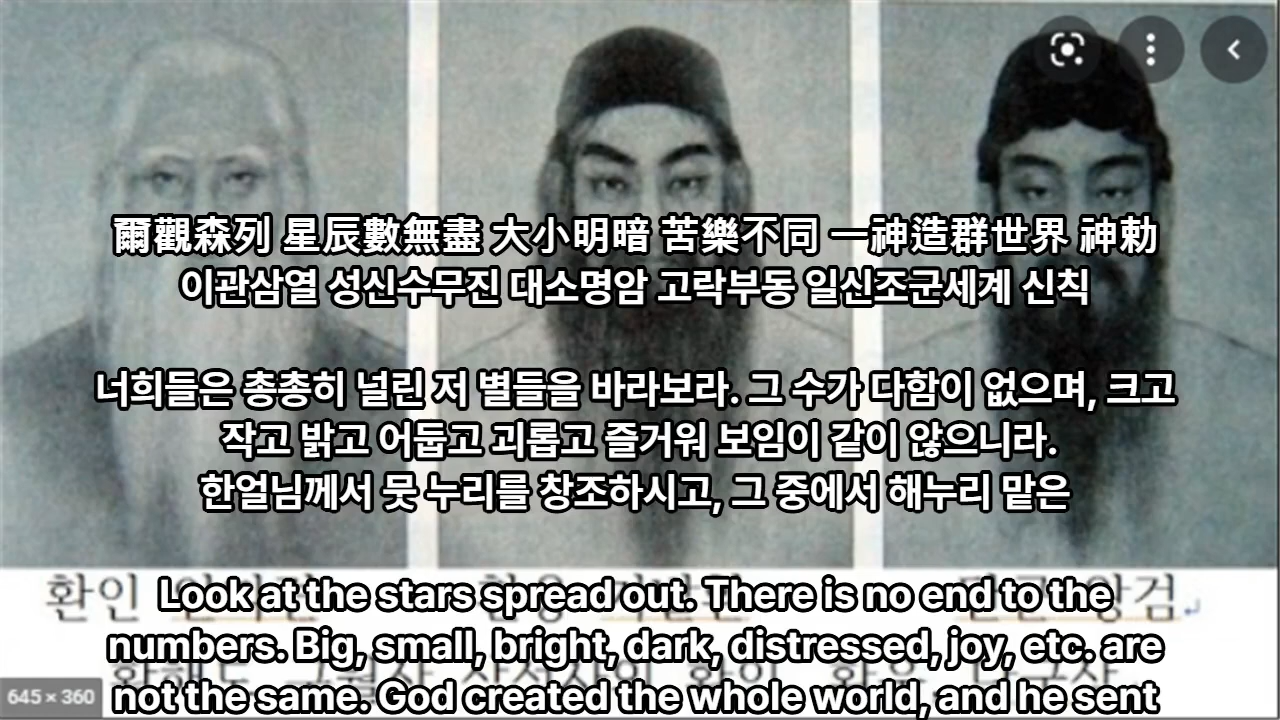 爾觀森列 星辰數無盡 大小明暗 苦樂不同 一神造群世界 神勅
이관삼열 성신수무진 대소명암 고락부동 일신조군세계 신칙
너희들은 총총히 널린 저 별들을 바라보라. 그 수가 다함이 없으며, 크고
작고 밝고 어둡고 괴롭고 즐거워 보임이 같이 않으니라.
한얼님께서 뭇 누리를 창조하시고, 그 중에서 해누리 맡은
환인
Look at the stars spread out. There is no end to the
numbers. Big, small, bright, dark, distressed, joy, etc. are
not the same. God created the whole world, and he sent
645 × 360